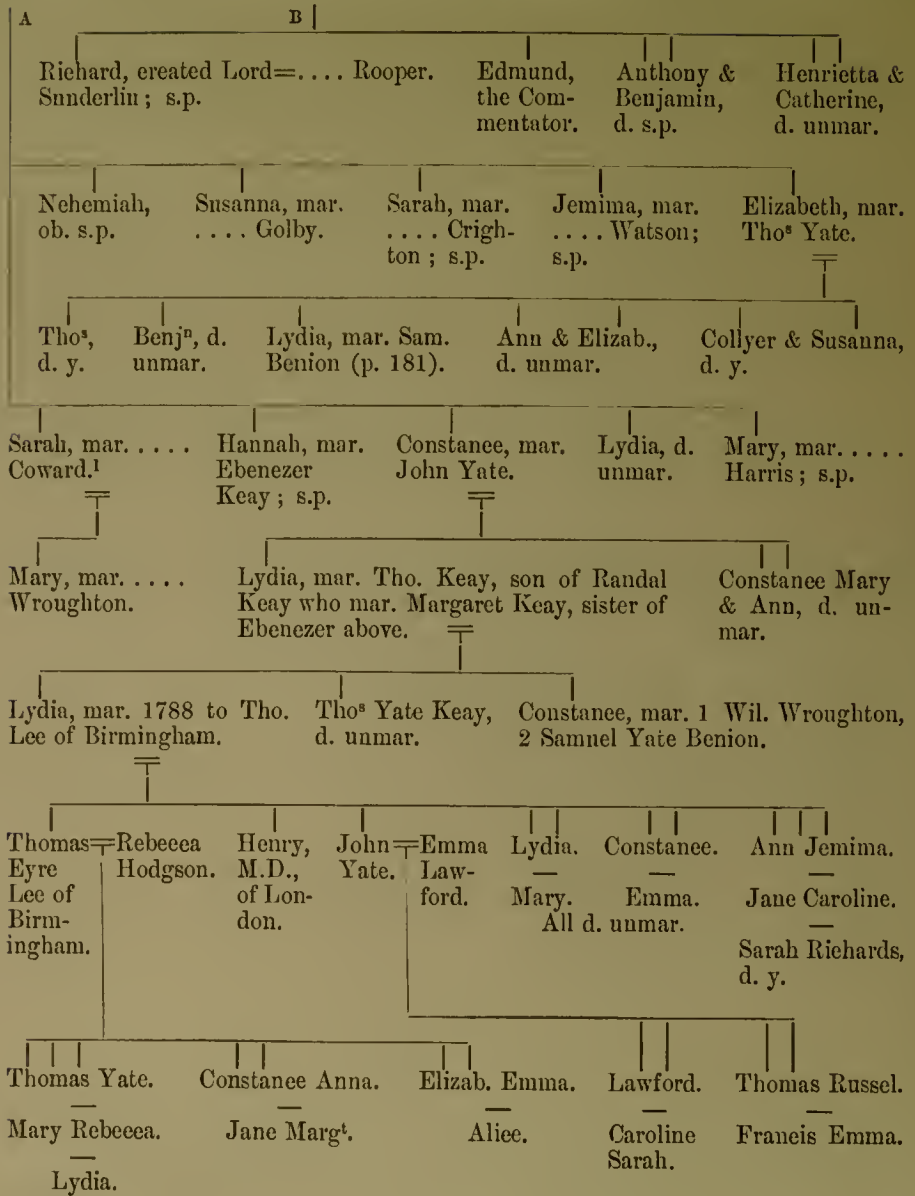 A
B
Richard, created Lord=.... Rooper.
Sunderlin; s.p.
Edmund,
the Com-
mentator.
Anthony &
Benjamin,
d. s.p.
Henrietta &
Catherine,
d. unmar.
Nehemiah,
ob. s.p.
Susanna, mar.
.... Golby.
Sarah, mar.
.... Crigh-
ton; s.p.
Jemima, mar.
.... Watson;
s.p.
Elizabeth, mar.
Thoˢ Yate.
Thoˢ,
d. y.
Benjⁿ, d.
unmar.
Lydia, mar. Sam.
Benion (p. 181).
Ann & Elizab.,
d. unmar.
Collyer & Susanna,
d. y.
Sarah, mar. ....
Coward.¹
Hannah, mar.
Ebenezer
Keay; s.p.
Constance, mar.
John Yate.
Lydia, d.
unmar.
Mary, mar. ....
Harris; s.p.
Mary, mar. ....
Wroughton.
Lydia, mar. Tho. Keay, son of Randal
Keay who mar. Margaret Keay, sister of
Ebenezer above.
Constance Mary
& Ann, d. un-
mar.
Lydia, mar. 1788 to Tho.
Lee of Birmingham.
Thoˢ Yate Keay,
d. unmar.
Constance, mar. 1 Wil. Wroughton,
2 Samuel Yate Benion.
Thomas=Rebecca
Eyre Hodgson.
Lee of
Birm-
ingham.
Henry,
M.D.,
of Lon-
don.
John=Emma
Yate. Law-
ford.
Lydia.
—
Mary.
Constance.
—
Emma.
All d. unmar.
Ann Jemima.
—
Jane Caroline.
—
Sarah Richards,
d. y.
Thomas Yate.
—
Mary Rebecca.
—
Lydia.
Constance Anna.
—
Jane Margᵗ.
Elizab. Emma.
—
Alice.
Lawford.
—
Caroline
Sarah.
Thomas Russel.
—
Francis Emma.